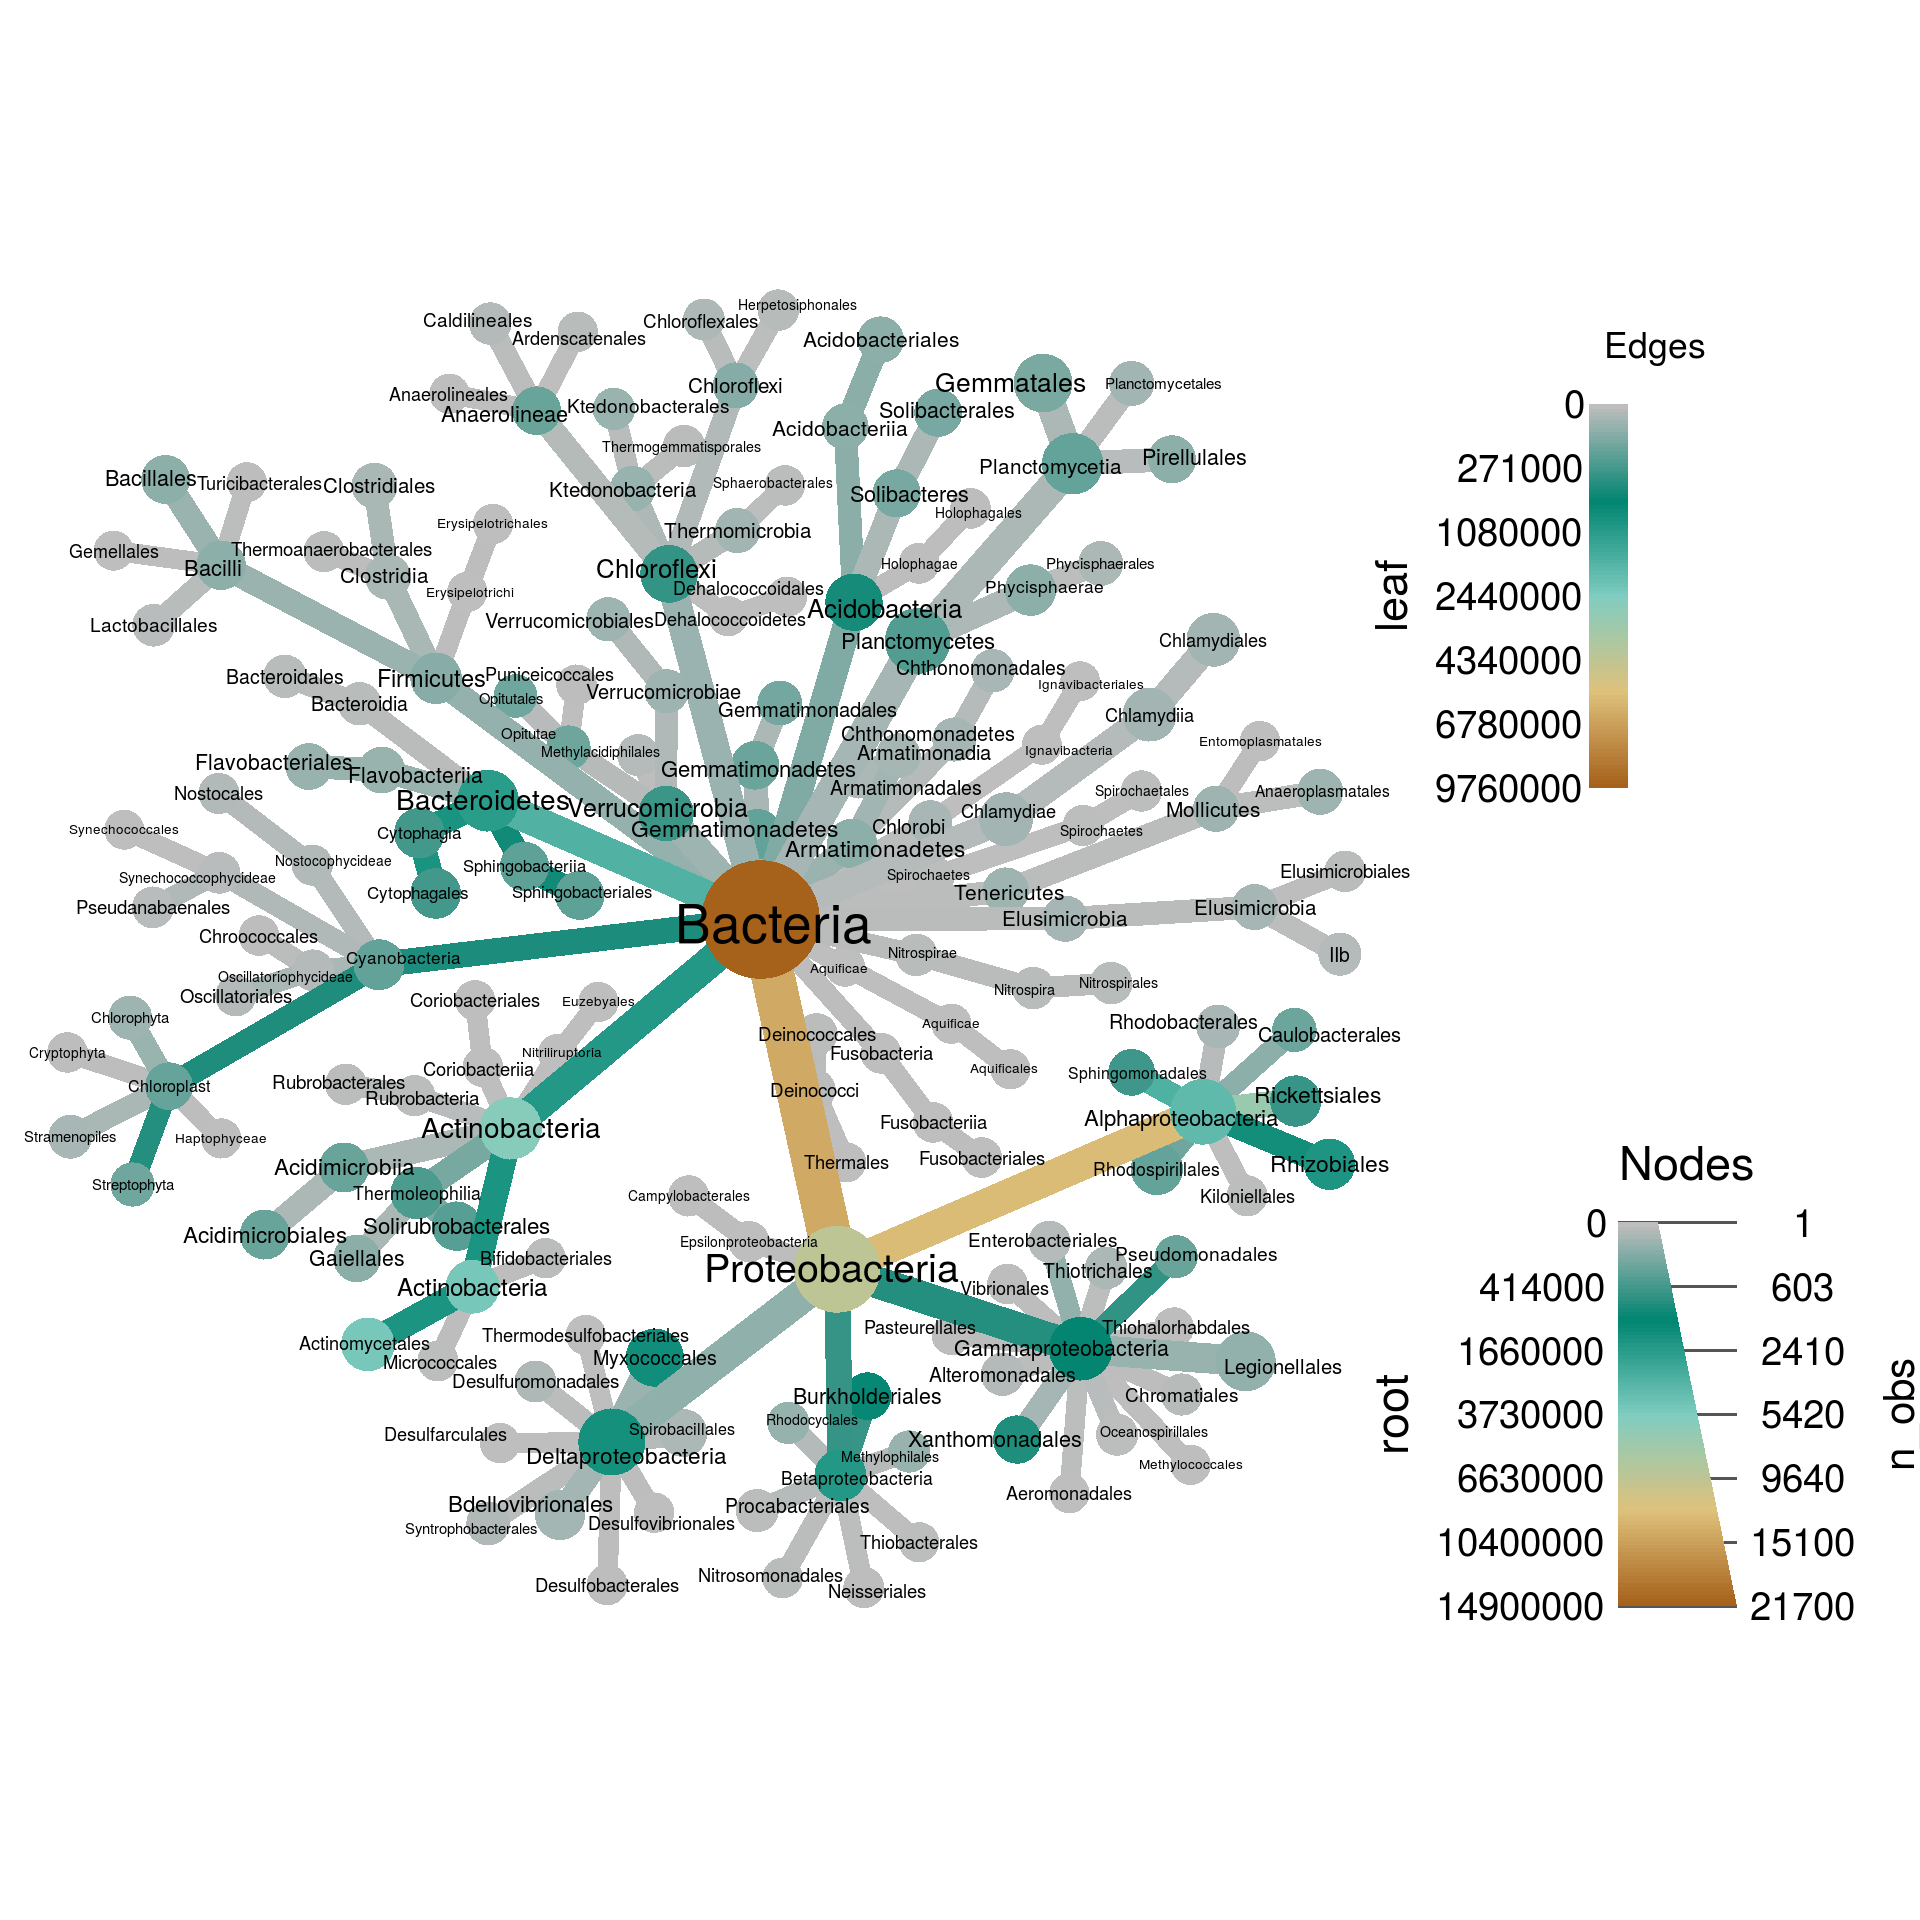 Herpetosiphonales
Caldilineales
Chloroflexales
Ardenscatenales
Acidobacteriales
Gemmatales
Planctomycetales
Chloroflexi
Anaerolineales
Anaerolineae
Ktedonobacterales
Solibacterales
Acidobacteriia
Thermogemmatisporales
Pirellulales
Planctomycetia
Bacillales
Turicibacterales
Clostridiales
Ktedonobacteria
Sphaerobacterales
Solibacteres
Holophagales
Erysipelotrichales
Thermomicrobia
Gemellales
Thermoanaerobacterales
Bacilli
Clostridia
Chloroflexi
Holophagae
Phycisphaerales
Erysipelotrichi
Dehalococcoidales
Phycisphaerae
Acidobacteria
Lactobacillales
Verrucomicrobiales
Dehalococcoidetes
Planctomycetes
Chlamydiales
Bacteroidales
Firmicutes
Puniceicoccales
Chthonomonadales
Ignavibacteriales
Bacteroidia
Opitutales
Verrucomicrobiae
Gemmatimonadales
Chlamydiia
Opitutae
Methylacidiphilales
Chthonomonadetes
Armatimonadia
Ignavibacteria
Entomoplasmatales
Flavobacteriales
Flavobacteriia
Gemmatimonadetes
Nostocales
Bacteroidetes
Verrucomicrobia
Armatimonadales
Spirochaetales
Anaeroplasmatales
Synechococcales
Cytophagia
Gemmatimonadetes
Chlorobi
Chlamydiae
Spirochaetes
Mollicutes
Nostocophycideae
Sphingobacteriia
Armatimonadetes
Synechococcophycideae
Cytophagales
Sphingobacteriales
Spirochaetes
Tenericutes
Elusimicrobiales
Pseudanabaenales
Bacteria
Elusimicrobia
Elusimicrobia
Chroococcales
Cyanobacteria
Nitrospirae
IIb
Oscillatoriophycideae
Aquificae
Oscillatoriales
Coriobacteriales
Euzebyales
Nitrospira
Nitrospirales
Chlorophyta
Deinococcales
Aquificae
Rhodobacterales
Caulobacterales
Cryptophyta
Nitriliruptoria
Fusobacteria
Coriobacteriia
Aquificales
Sphingomonadales
Chloroplast
Rubrobacterales
Rubrobacteria
Deinococci
Rickettsiales
Stramenopiles
Haptophyceae
Actinobacteria
Fusobacteriia
Alphaproteobacteria
Acidimicrobiia
Thermales
Fusobacteriales
Rhodospirillales
Rhizobiales
Streptophyta
Thermoleophilia
Campylobacterales
Kiloniellales
Acidimicrobiales
Solirubrobacterales
Epsilonproteobacteria
Enterobacteriales
Gaiellales
Bifidobacteriales
Proteobacteria
Thiotrichales
Pseudomonadales
Actinobacteria
Vibrionales
Actinomycetales
Thermodesulfobacteriales
Pasteurellales
Thiohalorhabdales
Micrococcales
Myxococcales
Gammaproteobacteria
Legionellales
Desulfuromonadales
Burkholderiales
Alteromonadales
Chromatiales
Desulfarculales
Spirobacillales
Rhodocyclales
Xanthomonadales
Oceanospirillales
Deltaproteobacteria
Methylophilales
Betaproteobacteria
Methylococcales
Bdellovibrionales
Procabacteriales
Aeromonadales
Syntrophobacterales
Desulfovibrionales
Thiobacterales
Desulfobacterales
Nitrosomonadales
Neisseriales
Edges
leaf
0
271000
1080000
2440000
4340000
6780000
9760000
Nodes
root
n_obs
0 1
414000 603
1660000 2410
3730000 5420
6630000 9640
10400000 15100
14900000 21700